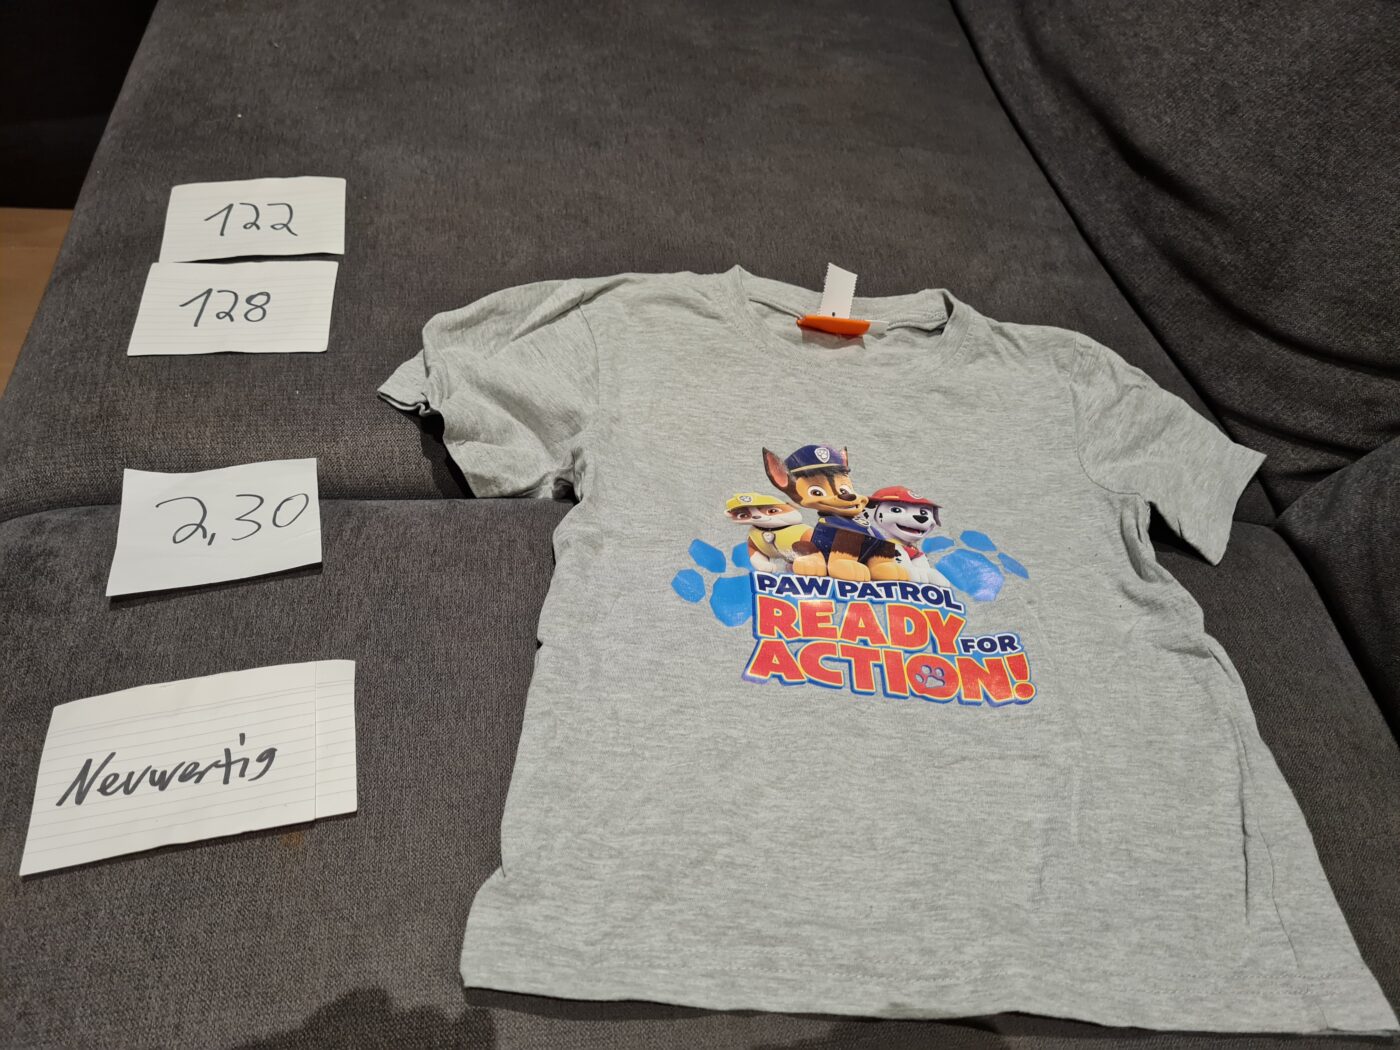 122
128
2,30
Neuwertig
PAW PATROL
READY FOR
ACTION!